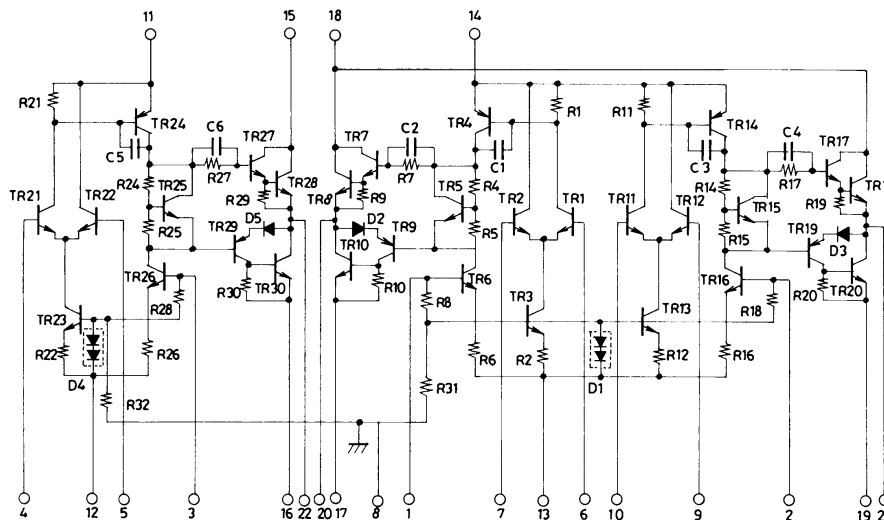 11 15 18 14
R21 TR24 C6 TR27 TR7 C2 TR4 R1 R11 TR14 C4 TR17
C5 C1 C3
R24 TR25 R27 R29 TR28 TR8 R9 R7 TR5 R4 R14 TR15 R17 R19
TR21 TR22 R25 TR29 D5 D2 TR9 R5 TR2 TR1 TR11 TR12 R15 TR19 D3
TR26 TR30 TR10 TR6 TR16 TR20
R28 R30 R10 R8 R18 R20
TR23 TR3 TR13
R22 R26 R6 R2 R12 R16
D4 R32 R31 D1
4 12 5 3 16 22 20 17 8 1 7 13 6 10 9 2 19